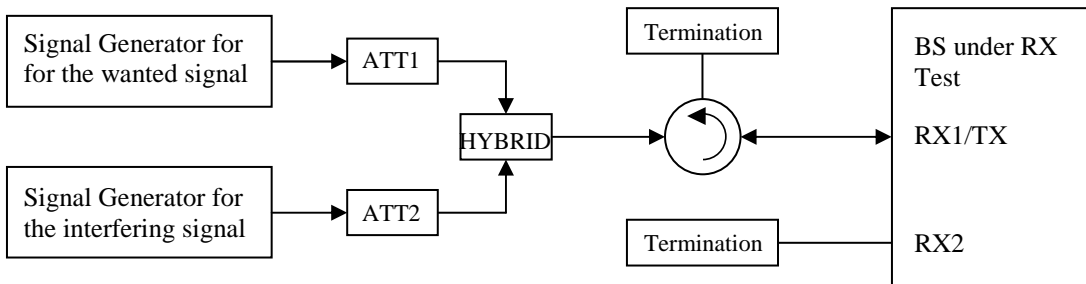 Signal Generator for
for the wanted signal
ATT1
HYBRID
Signal Generator for
the interfering signal
ATT2
Termination
Termination
BS under RX
Test
RX1/TX
RX2